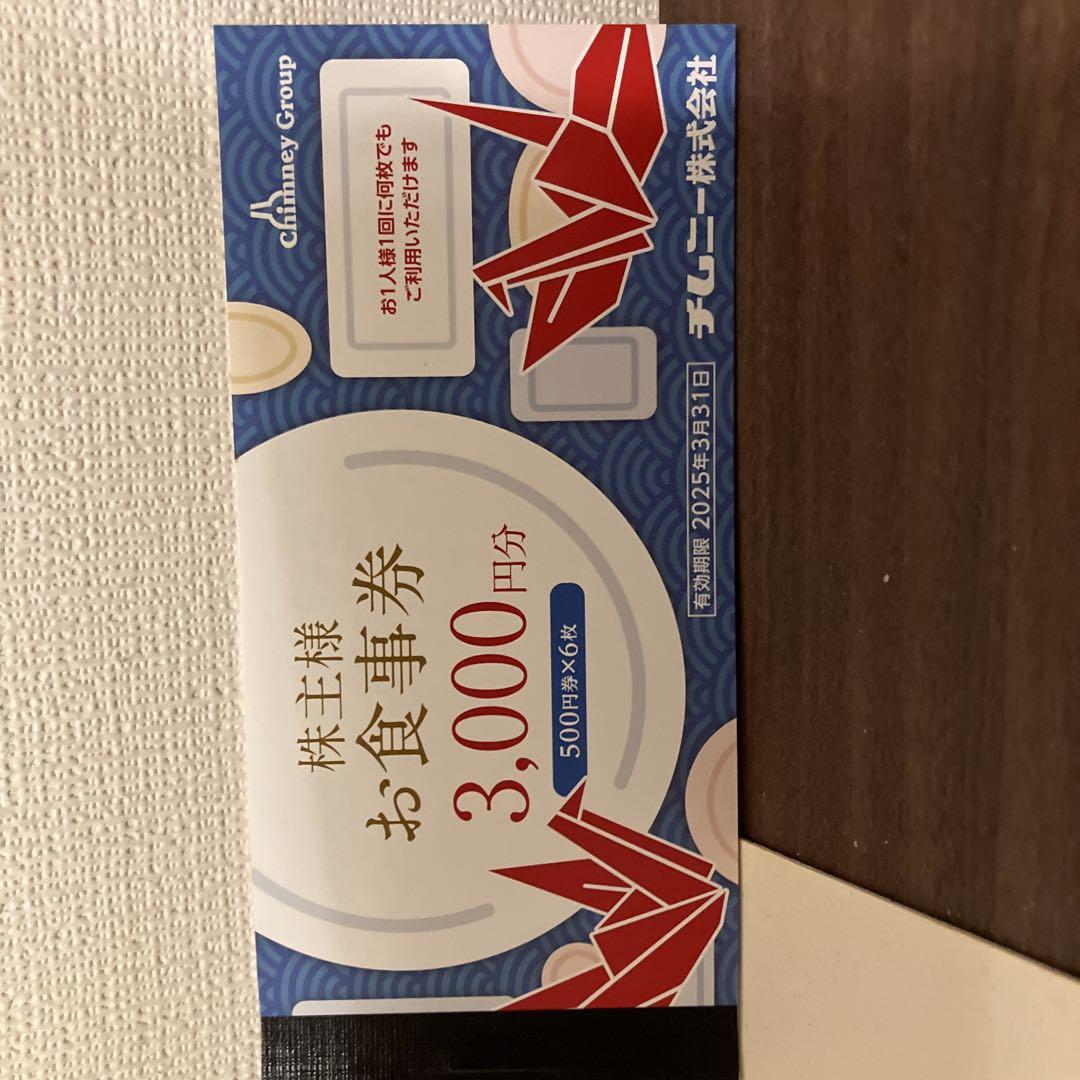 Chimney Group
お1人様1回に何枚でも
ご利用いただけます
株主様
お食事券
3,000円分
500円券×6枚
有効期限 2025年3月31日
チムニー株式会社